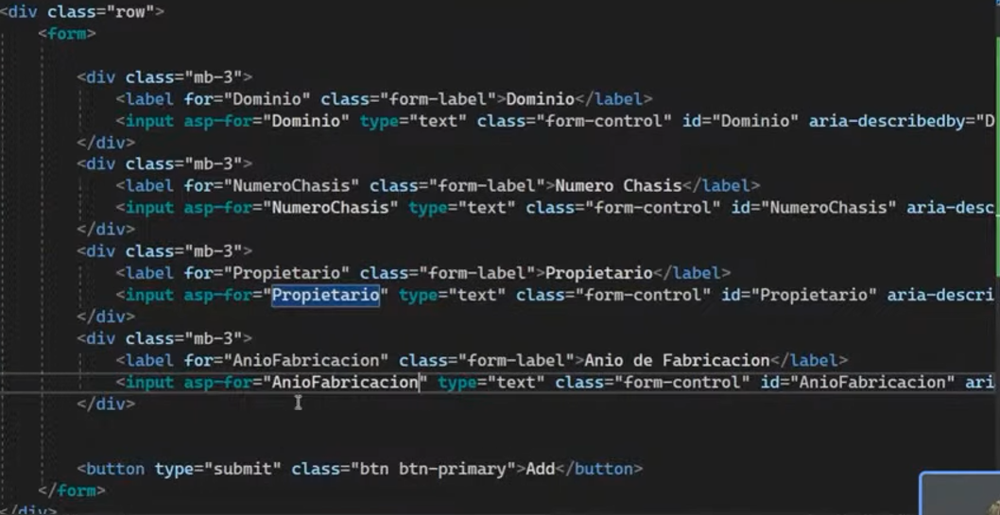 <div class="row">
<form>
<div class="mb-3">
<label for="Dominio" class="form-label">Dominio</label>
<input asp-for="Dominio" type="text" class="form-control" id="Dominio" aria-describedby="D
</div>
<div class="mb-3">
<label for="NumeroChasis" class="form-label">Numero Chasis</label>
<input asp-for="NumeroChasis" type="text" class="form-control" id="NumeroChasis" aria-desc
</div>
<div class="mb-3">
<label for="Propietario" class="form-label">Propietario</label>
<input asp-for="Propietario" type="text" class="form-control" id="Propietario" aria-descri
</div>
<div class="mb-3">
<label for="AnioFabricacion" class="form-label">Anio de Fabricacion</label>
<input asp-for="AnioFabricacion" type="text" class="form-control" id="AnioFabricacion" ari
</div>
<button type="submit" class="btn btn-primary">Add</button>
</form>
</div>